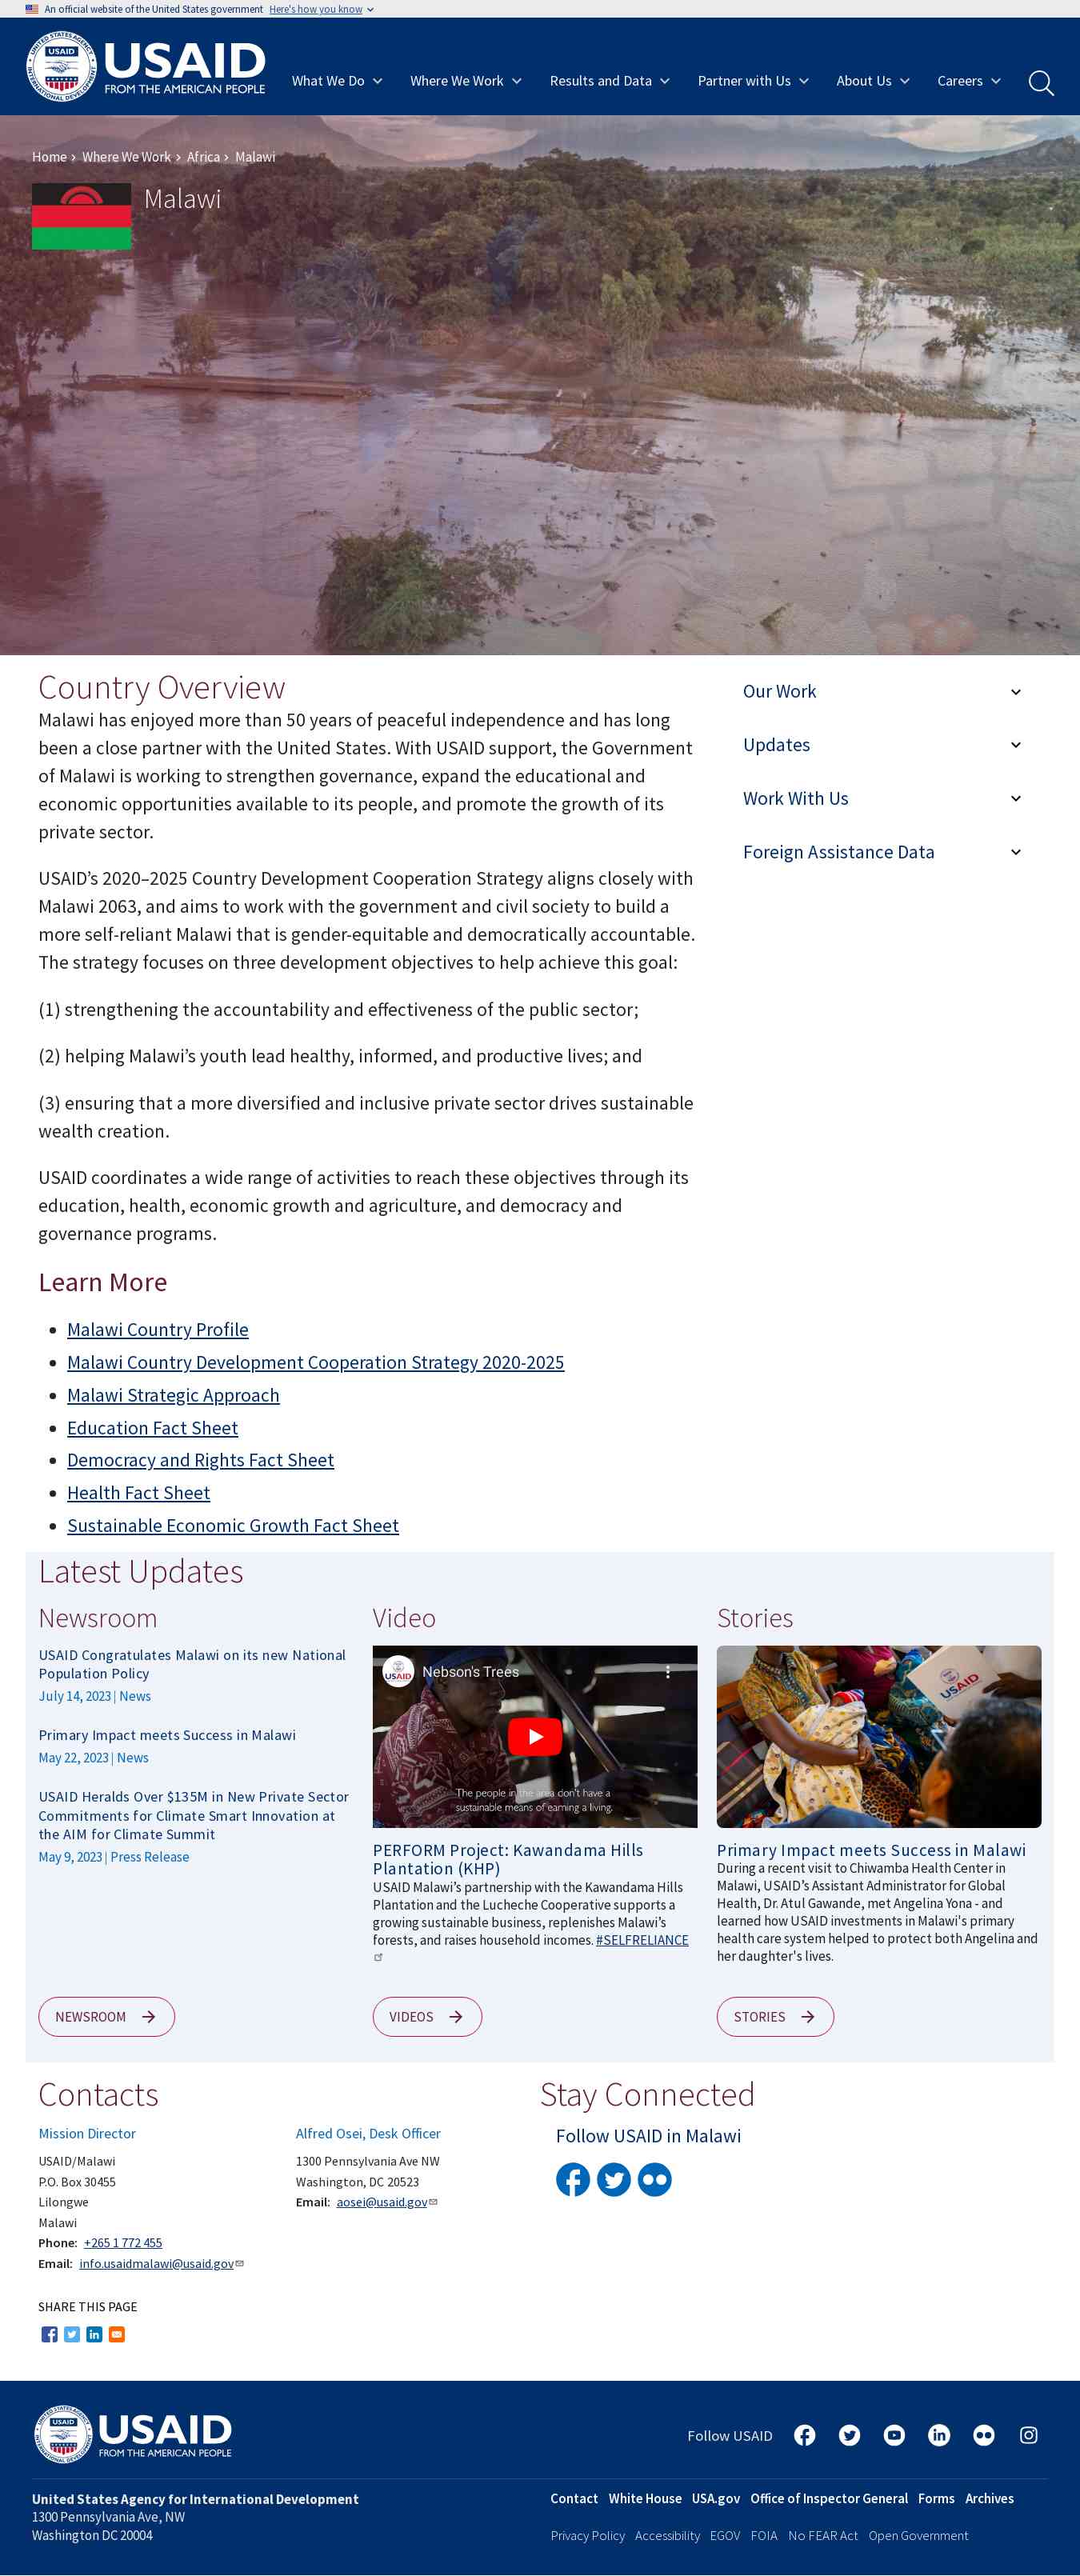 An official website of the United States government Here's how you know
UNITED STATES AGENCY
USAID
INTERNATIONAL DEVELOPMENT
USAID
FROM THE AMERICAN PEOPLE
What We Do
Where We Work
Results and Data
Partner with Us
About Us
Careers
Home Where We Work Africa Malawi
Malawi
Country Overview
Malawi has enjoyed more than 50 years of peaceful independence and has long
been a close partner with the United States. With USAID support, the Government
of Malawi is working to strengthen governance, expand the educational and
economic opportunities available to its people, and promote the growth of its
private sector.
USAID’s 2020–2025 Country Development Cooperation Strategy aligns closely with
Malawi 2063, and aims to work with the government and civil society to build a
more self-reliant Malawi that is gender-equitable and democratically accountable.
The strategy focuses on three development objectives to help achieve this goal:
(1) strengthening the accountability and effectiveness of the public sector;
(2) helping Malawi’s youth lead healthy, informed, and productive lives; and
(3) ensuring that a more diversified and inclusive private sector drives sustainable
wealth creation.
USAID coordinates a wide range of activities to reach these objectives through its
education, health, economic growth and agriculture, and democracy and
governance programs.
Our Work
Updates
Work With Us
Foreign Assistance Data
Learn More
• Malawi Country Profile
• Malawi Country Development Cooperation Strategy 2020-2025
• Malawi Strategic Approach
• Education Fact Sheet
• Democracy and Rights Fact Sheet
• Health Fact Sheet
• Sustainable Economic Growth Fact Sheet
Latest Updates
Newsroom
USAID Congratulates Malawi on its new National
Population Policy
July 14, 2023 | News
Primary Impact meets Success in Malawi
May 22, 2023 | News
USAID Heralds Over $135M in New Private Sector
Commitments for Climate Smart Innovation at
the AIM for Climate Summit
May 9, 2023 | Press Release
NEWSROOM
Video
USAID
Nebson's Trees
The people in the area don't have a
sustainable means of earning a living.
PERFORM Project: Kawandama Hills
Plantation (KHP)
USAID Malawi’s partnership with the Kawandama Hills
Plantation and the Lucheche Cooperative supports a
growing sustainable business, replenishes Malawi’s
forests, and raises household incomes. #SELFRELIANCE
VIDEOS
Stories
USAID
Primary Impact meets Success in Malawi
During a recent visit to Chiwamba Health Center in
Malawi, USAID’s Assistant Administrator for Global
Health, Dr. Atul Gawande, met Angelina Yona - and
learned how USAID investments in Malawi's primary
health care system helped to protect both Angelina and
her daughter's lives.
STORIES
Contacts
Mission Director
USAID/Malawi
P.O. Box 30455
Lilongwe
Malawi
Phone: +265 1 772 455
Email: info.usaidmalawi@usaid.gov
Alfred Osei, Desk Officer
1300 Pennsylvania Ave NW
Washington, DC 20523
Email: aosei@usaid.gov
Stay Connected
Follow USAID in Malawi
SHARE THIS PAGE
UNITED STATES AGENCY
USAID
INTERNATIONAL DEVELOPMENT
USAID
FROM THE AMERICAN PEOPLE
Follow USAID
United States Agency for International Development
1300 Pennsylvania Ave, NW
Washington DC 20004
Contact White House USA.gov Office of Inspector General Forms Archives
Privacy Policy Accessibility EGOV FOIA No FEAR Act Open Government